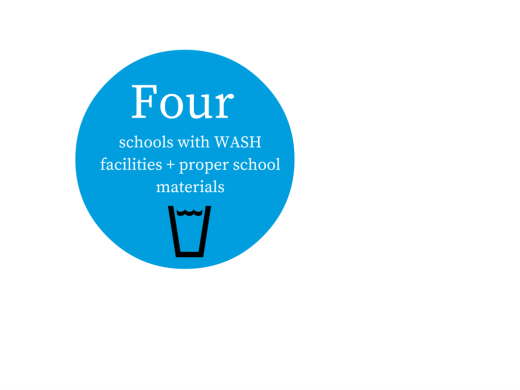 Four
schools with WASH
facilities + proper school
materials